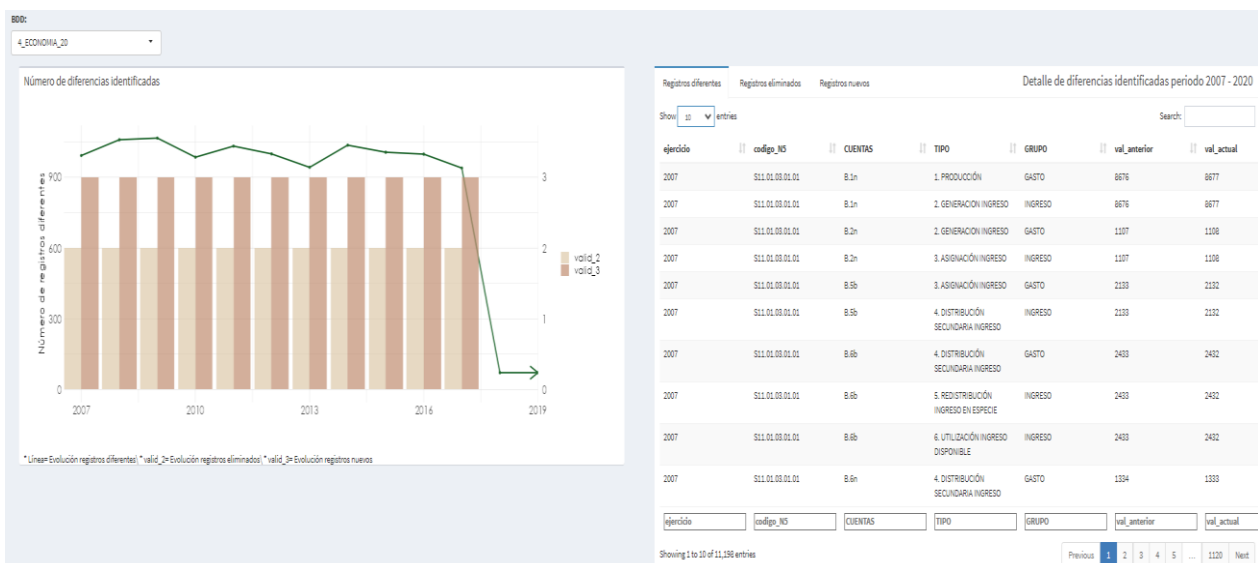 BDD:
4_ECONOMIA_20
Número de diferencias identificadas
Número de registros diferentes
900
600
300
0
3
2
1
0
2007 2010 2013 2016 2019
valid_2
valid_3
* Línea= Evolución registros diferentes\ * valid_2= Evolución registros eliminados\ * valid_3= Evolución registros nuevos
Registros diferentes Registros eliminados Registros nuevos Detalle de diferencias identificadas periodo 2007 - 2020
Show 10 entries Search:
ejercicio codigo_N5 CUENTAS TIPO GRUPO val_anterior val_actual
2007 S11.01.03.01.01 B.1n 1. PRODUCCIÓN GASTO 8676 8677
2007 S11.01.03.01.01 B.1n 2. GENERACION INGRESO INGRESO 8676 8677
2007 S11.01.03.01.01 B.2n 2. GENERACION INGRESO GASTO 1107 1108
2007 S11.01.03.01.01 B.2n 3. ASIGNACIÓN INGRESO INGRESO 1107 1108
2007 S11.01.03.01.01 B.5b 3. ASIGNACIÓN INGRESO GASTO 2133 2132
2007 S11.01.03.01.01 B.5b 4. DISTRIBUCIÓN INGRESO 2133 2132
SECUNDARIA INGRESO
2007 S11.01.03.01.01 B.6b 4. DISTRIBUCIÓN GASTO 2433 2432
SECUNDARIA INGRESO
2007 S11.01.03.01.01 B.6b 5. REDISTRIBUCIÓN INGRESO 2433 2432
INGRESO EN ESPECIE
2007 S11.01.03.01.01 B.6b 6. UTILIZACIÓN INGRESO INGRESO 2433 2432
DISPONIBLE
2007 S11.01.03.01.01 B.6n 4. DISTRIBUCIÓN GASTO 1334 1333
SECUNDARIA INGRESO
ejercicio codigo_N5 CUENTAS TIPO GRUPO val_anterior val_actual
Showing 1 to 10 of 11,198 entries Previous 1 2 3 4 5 ... 1120 Next